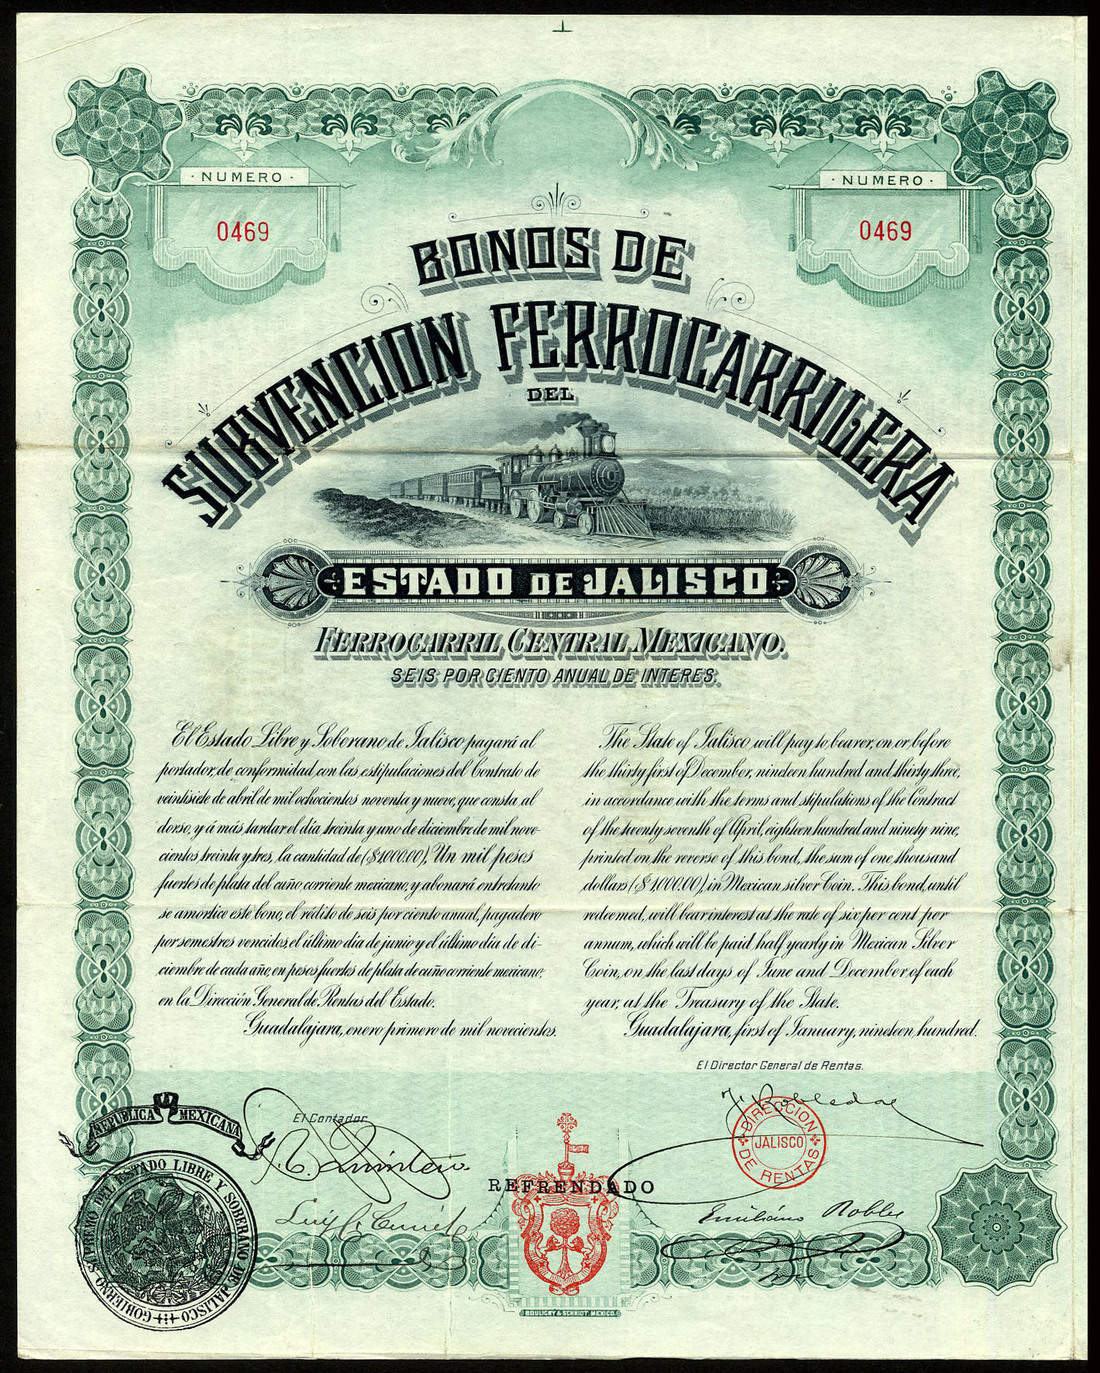 NUMERO
0469
NUMERO
0469
BONOS DE
SUBVENCION FERROCARRILERA
DEL
ESTADO DE JALISCO
FERROCARRIL CENTRAL MEXICANO.
SEIS POR CIENTO ANUAL DE INTERES.
El Estado Libre y Soberano de Jalisco pagará al
portador, de conformidad con las estipulaciones del Contrato de
veintisiete de abril de mil ochocientos noventa y nueve, que consta al
dorso, y á más tardar el día treinta y uno de diciembre de mil nove-
cientos treinta y tres, la cantidad de ($1000.00) Un mil pesos
fuertes de plata del cuño corriente mexicano, y abonará entretanto
se amortice este bono, el rédito de seis por ciento anual, pagadero
por semestres vencidos, el último día de junio y el último día de di-
ciembre de cada año, en pesos fuertes de plata de cuño corriente mexicano,
en la Dirección General de Rentas del Estado.
Guadalajara, enero primero de mil novecientos.
The State of Jalisco will pay to bearer, on or before
the thirty first of December, nineteen hundred and thirty three,
in accordance with the terms and stipulations of the Contract
of the twenty seventh of April, eighteen hundred and ninety nine,
printed on the reverse of this bond, the sum of one thousand
dollars ($1,000.00) in Mexican silver Coin. This bond, until
redeemed, will bear interest at the rate of six per cent per
annum, which will be paid half yearly in Mexican Silver
Coin, on the last days of June and December of each
year, at the Treasury of the State.
Guadalajara, first of January, nineteen hundred.
El Director General de Rentas.
El Contador
REPUBLICA MEXICANA
GOBIERNO SUPREMO DEL ESTADO LIBRE Y SOBERANO DE JALISCO
DIRECCION
JALISCO
DE RENTAS
REFRENDADO
Emiliano Robles
BOULIGNY & SCHMIDT. MEXICO.